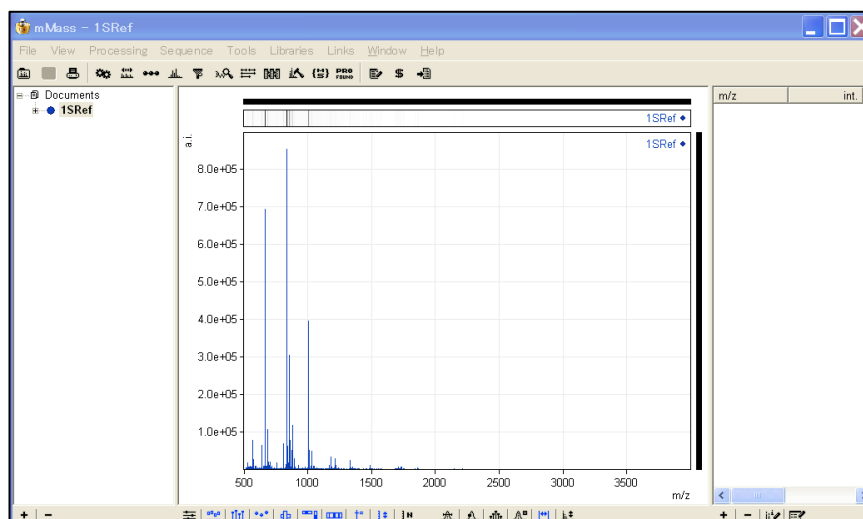 mMass - 1SRef
File View Processing Sequence Tools Libraries Links Window Help
PRO
FOUND
$
Documents
1SRef
m/z int.
1SRef
1SRef
a.i.
8.0e+05
7.0e+05
6.0e+05
5.0e+05
4.0e+05
3.0e+05
2.0e+05
1.0e+05
500 1000 1500 2000 2500 3000 3500
m/z